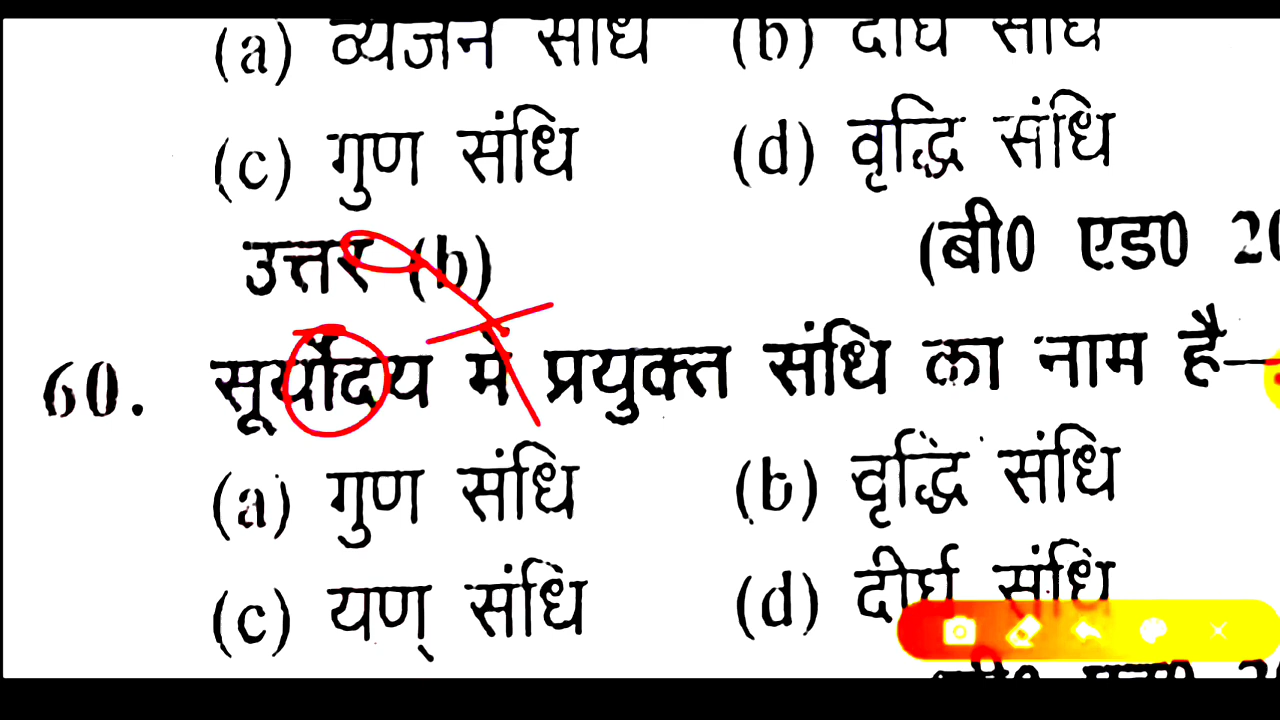 (a) व्यंजन संधि (b) दीर्घ संधि
(c) गुण संधि (d) वृद्धि संधि
उत्तर (b) (बी0 एड0
60. सूर्योदय में प्रयुक्त संधि का नाम है—
(a) गुण संधि (b) वृद्धि संधि
(c) यण् संधि (d) दीर्घ संधि